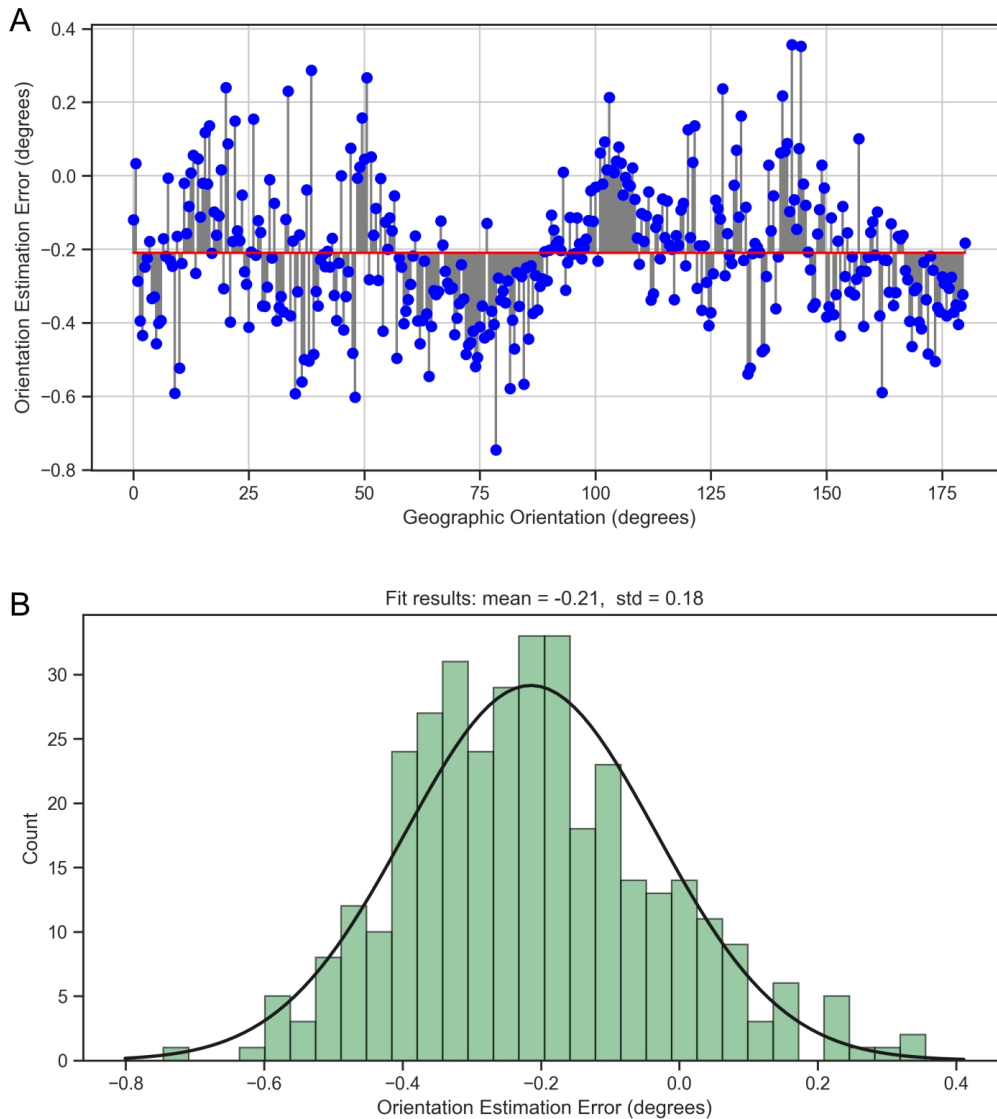 A
0.4
0.2
0.0
−0.2
−0.4
−0.6
−0.8
Orientation Estimation Error (degrees)
0 25 50 75 100 125 150 175
Geographic Orientation (degrees)
B
Fit results: mean = -0.21, std = 0.18
30
25
20
15
10
5
0
Count
−0.8 −0.6 −0.4 −0.2 0.0 0.2 0.4
Orientation Estimation Error (degrees)